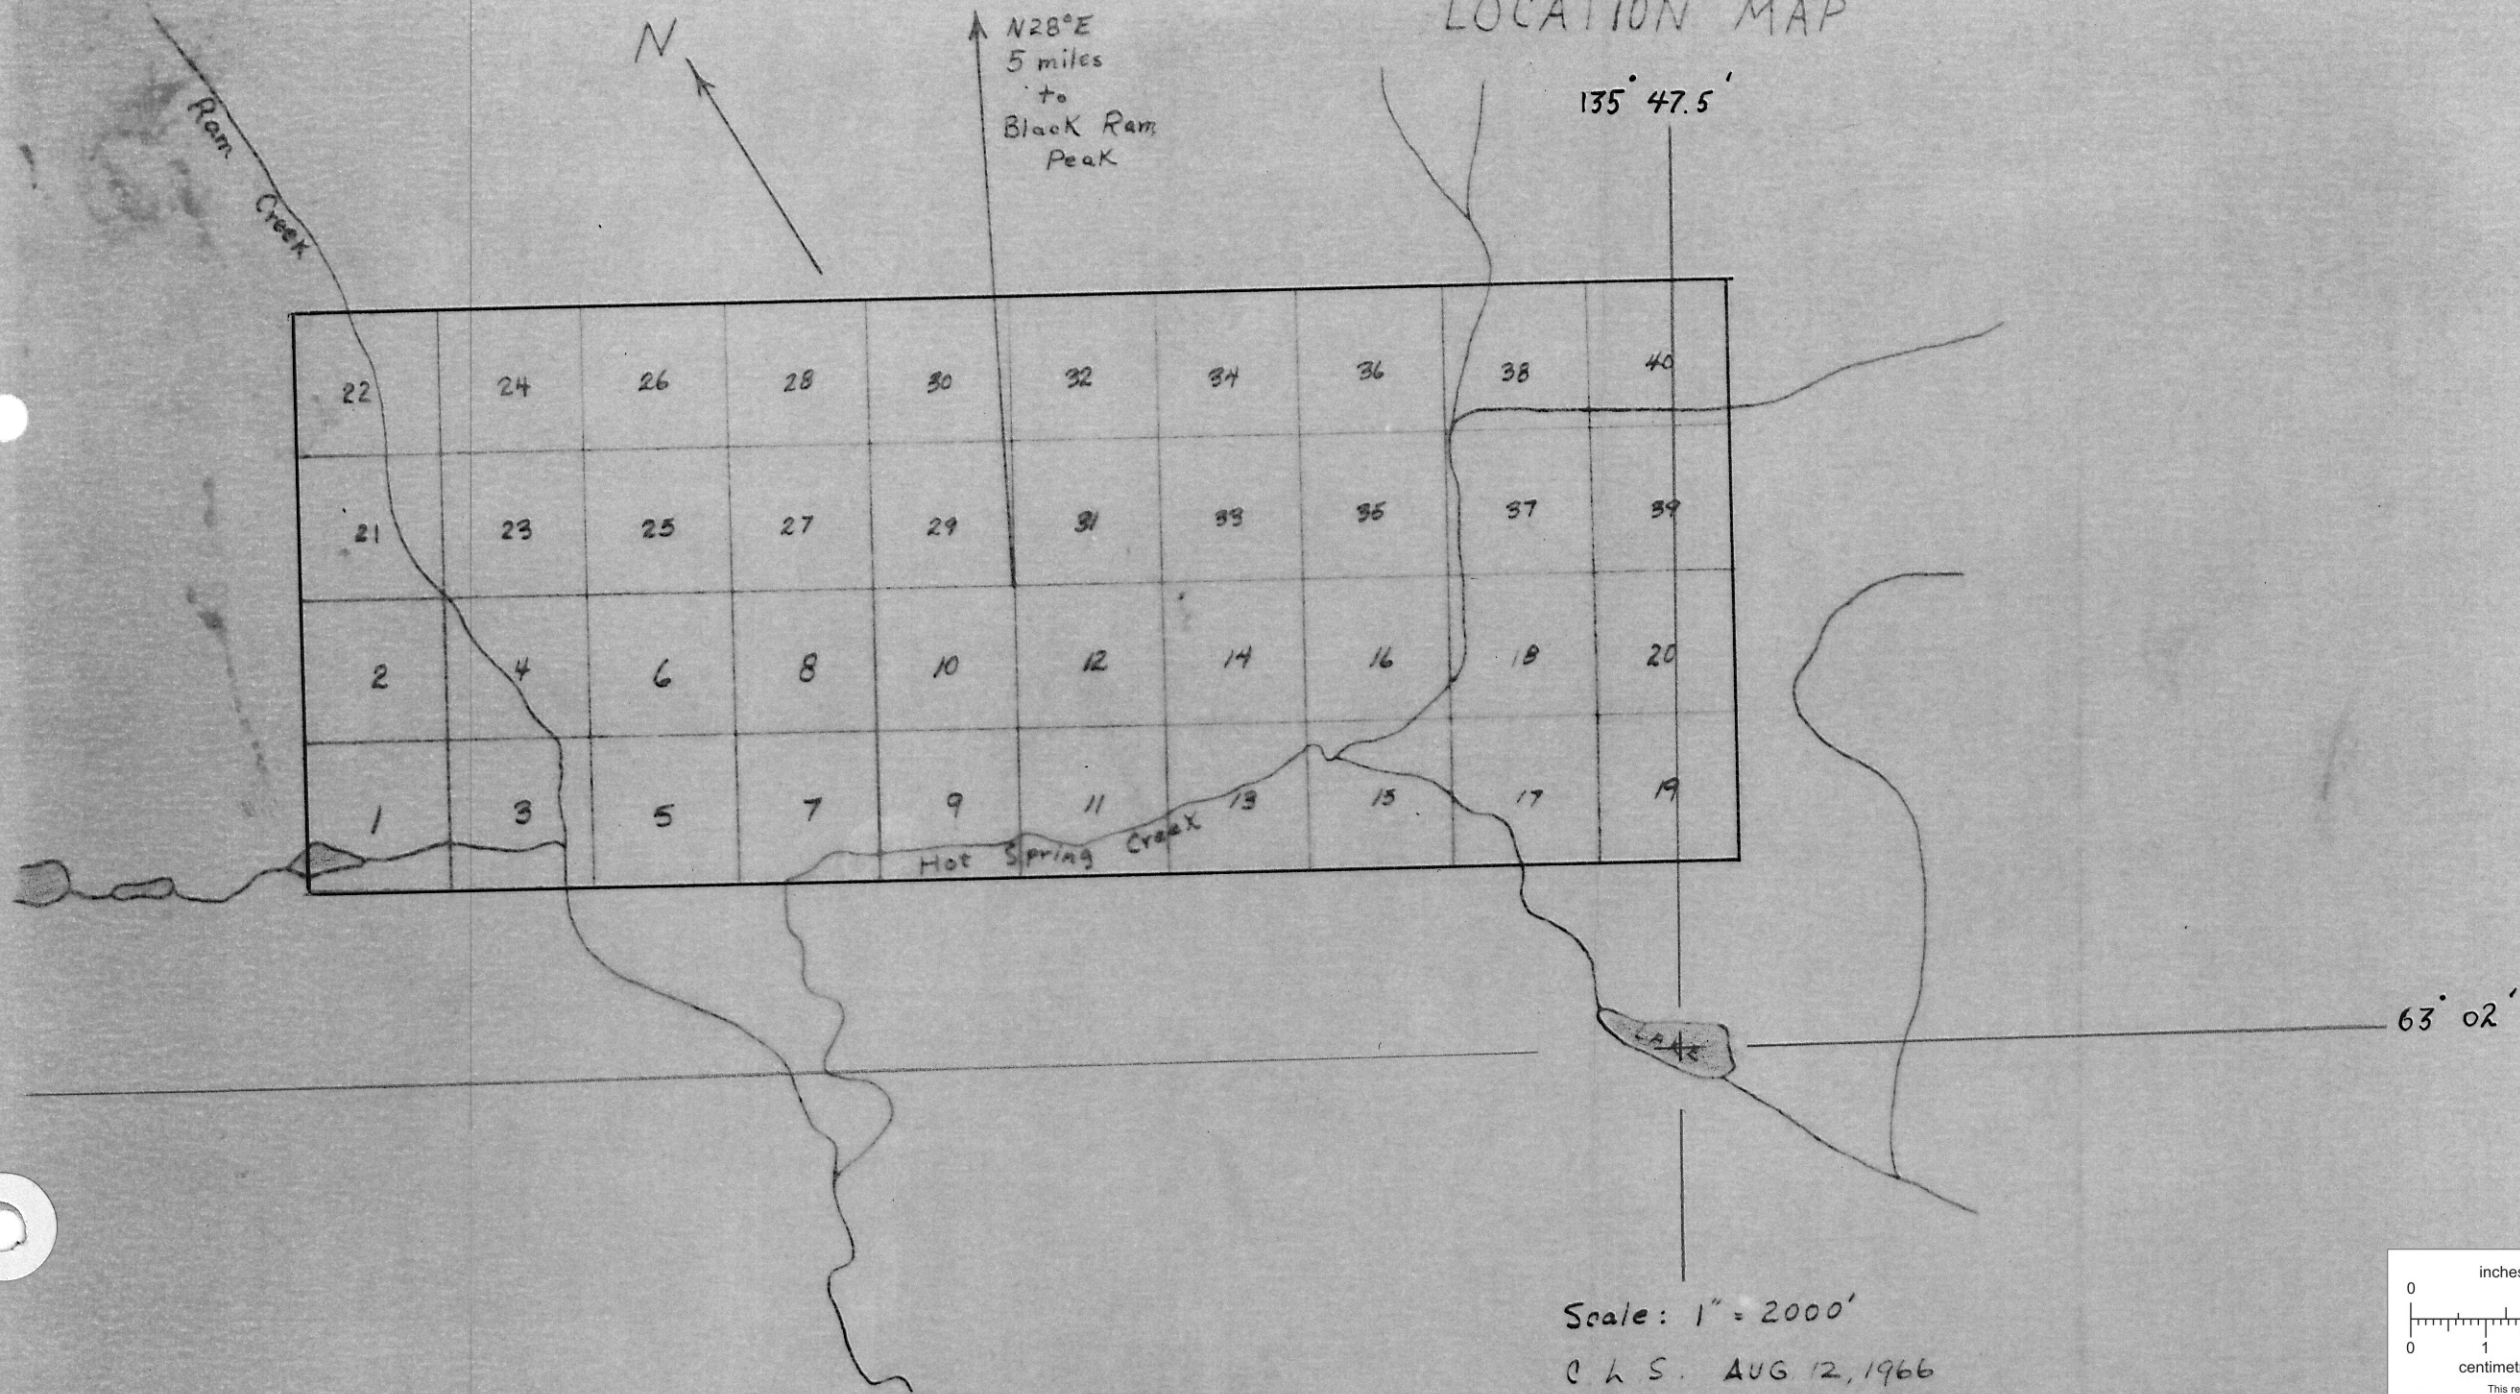 LOCATION MAP
N
N28°E
5 miles
to
Black Ram
Peak
135° 47.5'
Ram
Creek
22 24 26 28 30 32 34 36 38 40
21 23 25 27 29 31 33 35 37 39
2 4 6 8 10 12 14 16 18 20
1 3 5 7 9 11 13 15 17 19
Hot Spring Creek
LAKE
63° 02'
Scale: 1" = 2000'
C L S. AUG 12, 1966
inches
0
0 1